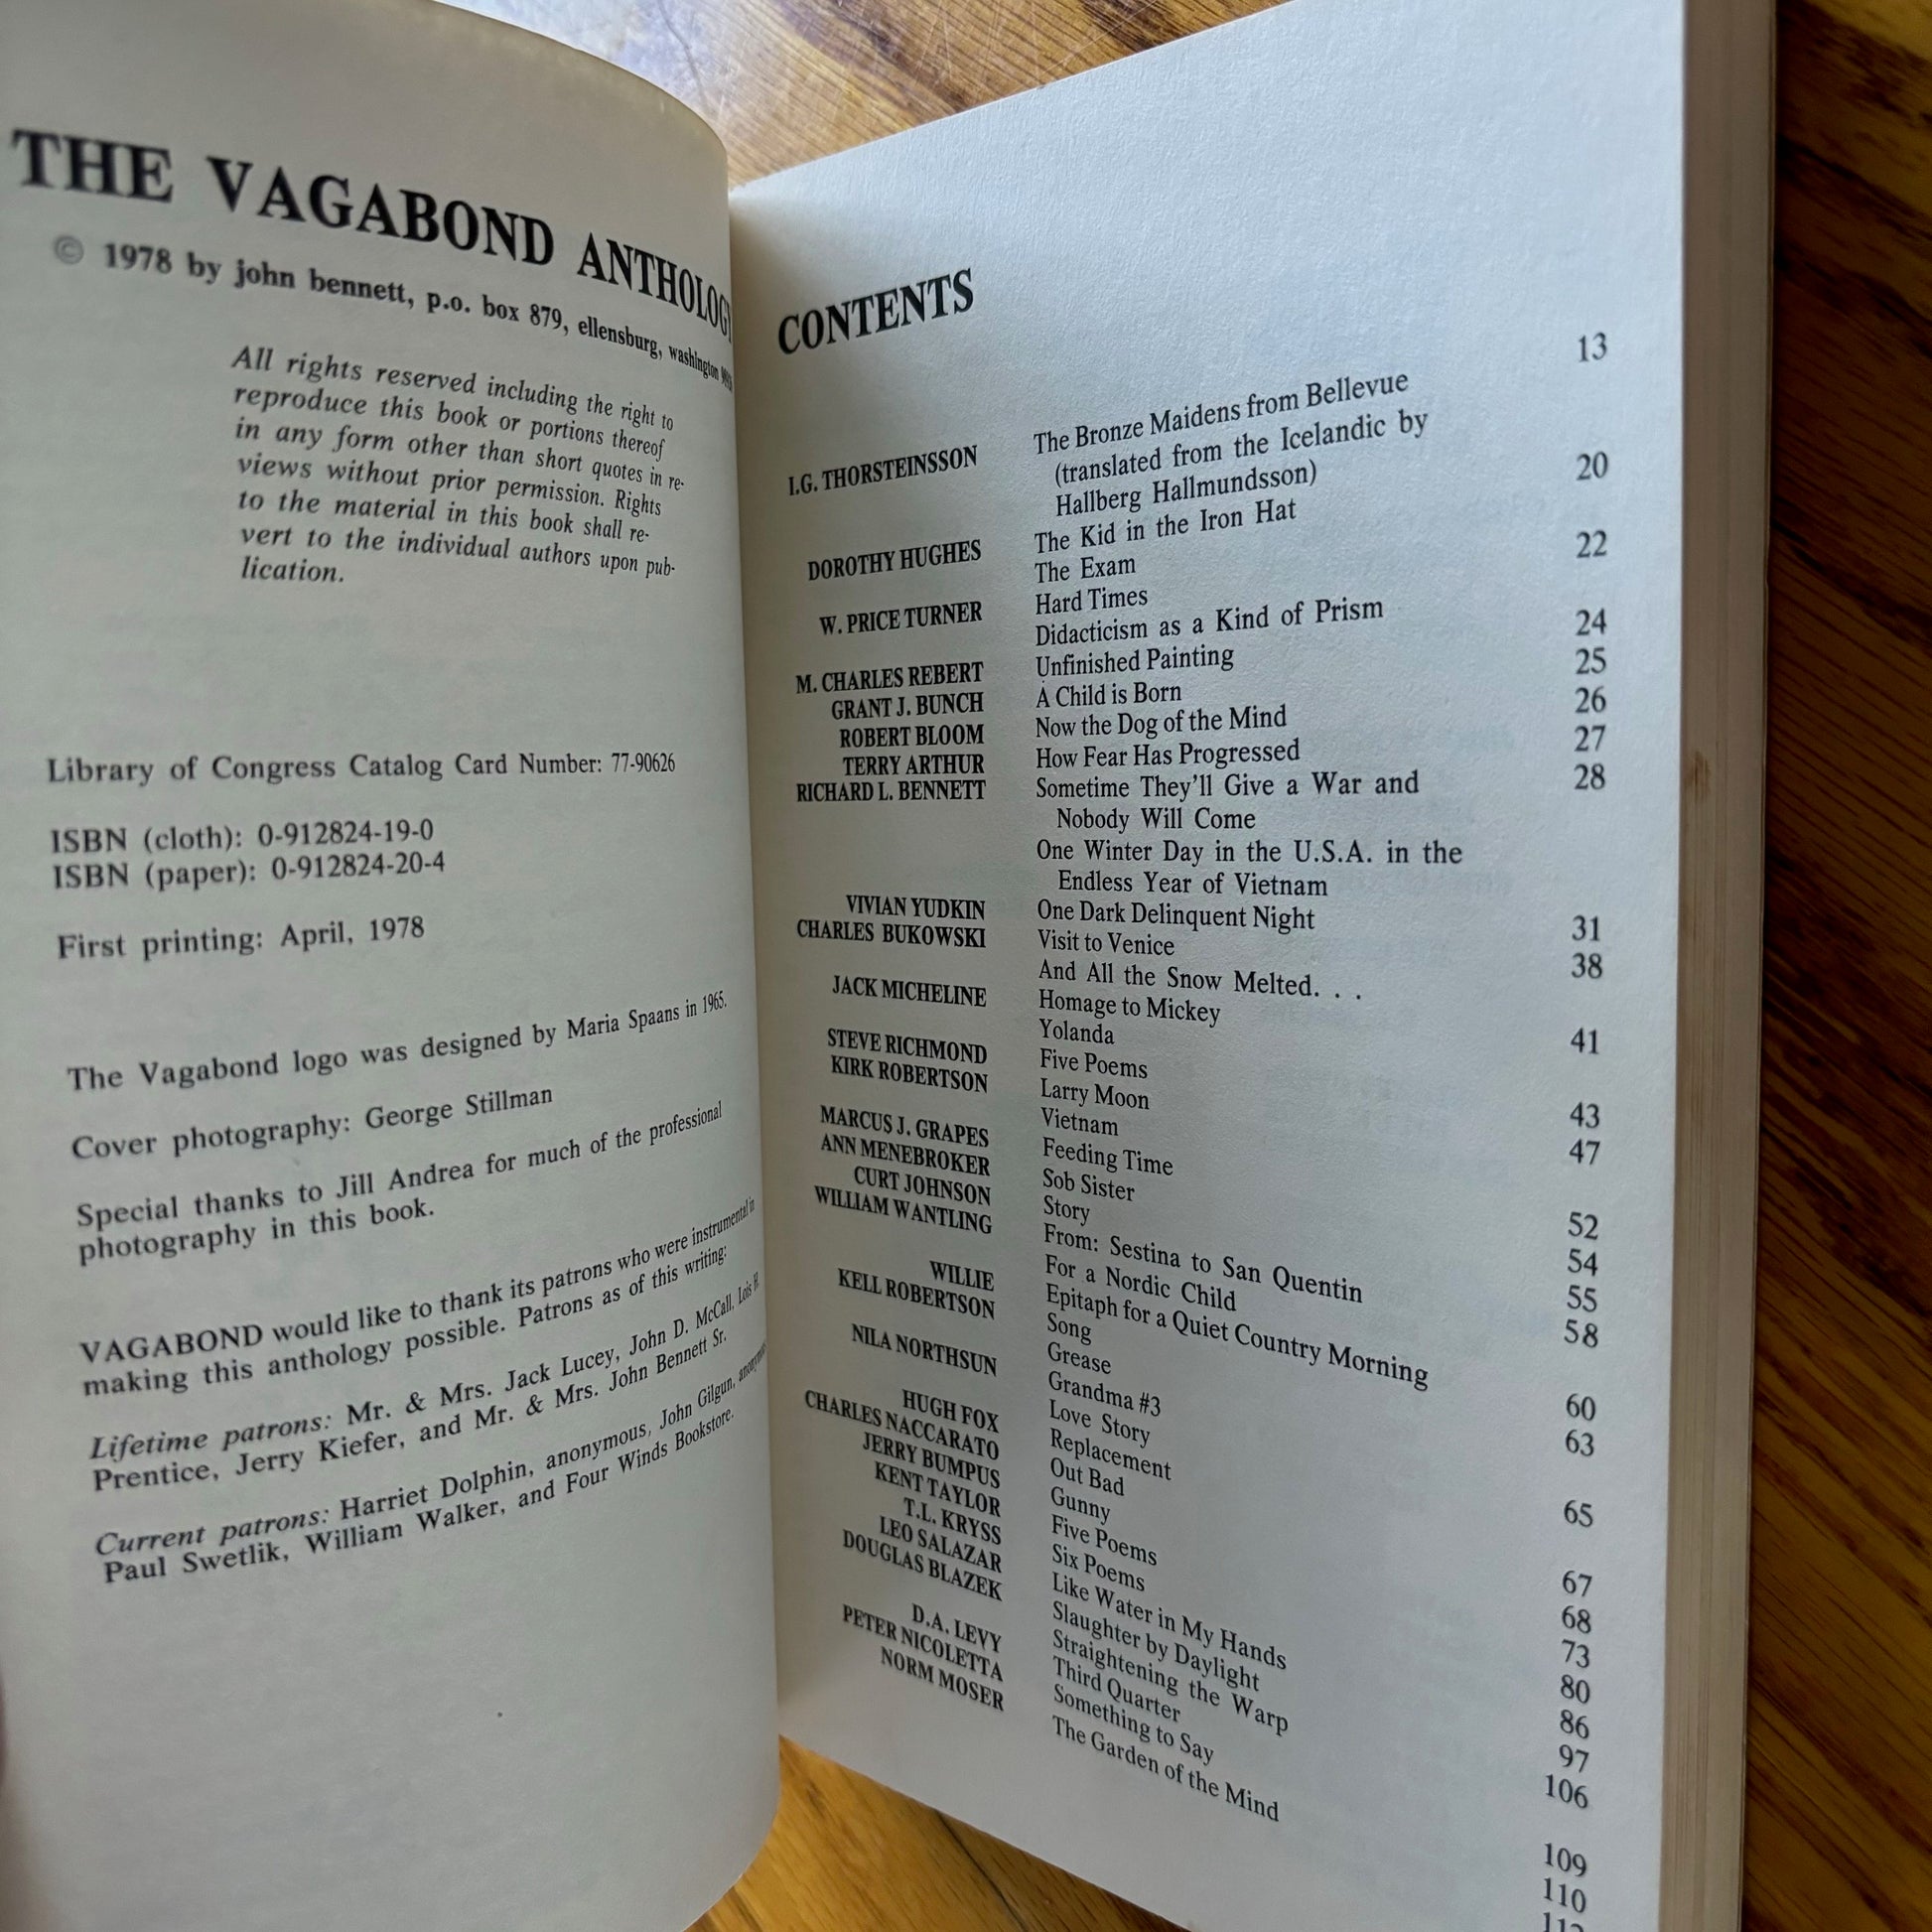 THE VAGABOND ANTHOLOGY
© 1978 by john bennett, p.o. box 879, ellensburg, washington
All rights reserved including the right to
reproduce this book or portions thereof
in any form other than short quotes in re-
views without prior permission. Rights
to the material in this book shall re-
vert to the individual authors upon pub-
lication.
Library of Congress Catalog Card Number: 77-90626
ISBN (cloth): 0-912824-19-0
ISBN (paper): 0-912824-20-4
First printing: April, 1978
The Vagabond logo was designed by Maria Spaans in 1965.
Cover photography: George Stillman
Special thanks to Jill Andrea for much of the professional
photography in this book.
VAGABOND would like to thank its patrons who were instrumental in
making this anthology possible. Patrons as of this writing:
Lifetime patrons: Mr. & Mrs. Jack Lucey, John D. McCall, Lois H.
Prentice, Jerry Kiefer, and Mr. & Mrs. John Bennett Sr.
Current patrons: Harriet Dolphin, anonymous, John Gilgun, anonymous
Paul Swetlik, William Walker, and Four Winds Bookstore.
CONTENTS
I.G. THORSTEINSSON The Bronze Maidens from Bellevue 13
(translated from the Icelandic by
Hallberg Hallmundsson)
DOROTHY HUGHES The Kid in the Iron Hat 20
The Exam
W. PRICE TURNER Hard Times 22
Didacticism as a Kind of Prism
M. CHARLES REBERT Unfinished Painting 24
GRANT J. BUNCH A Child is Born 25
ROBERT BLOOM Now the Dog of the Mind 26
TERRY ARTHUR How Fear Has Progressed 27
RICHARD L. BENNETT Sometime They'll Give a War and 28
Nobody Will Come
One Winter Day in the U.S.A. in the
Endless Year of Vietnam
VIVIAN YUDKIN One Dark Delinquent Night 31
CHARLES BUKOWSKI Visit to Venice 38
And All the Snow Melted. . .
JACK MICHELINE Homage to Mickey 41
Yolanda
STEVE RICHMOND Five Poems 43
KIRK ROBERTSON Larry Moon 47
Vietnam
MARCUS J. GRAPES Feeding Time 52
ANN MENEBROKER Sob Sister 54
CURT JOHNSON Story 55
WILLIAM WANTLING From: Sestina to San Quentin 58
For a Nordic Child
WILLIE Epitaph for a Quiet Country Morning 60
KELL ROBERTSON Song 63
Grease
NILA NORTHSUN Grandma #3 65
Love Story
HUGH FOX Replacement 67
CHARLES NACCARATO Out Bad 68
JERRY BUMPUS Gunny 73
KENT TAYLOR Five Poems 80
T.L. KRYSS Six Poems 86
LEO SALAZAR Like Water in My Hands 97
DOUGLAS BLAZEK Slaughter by Daylight 106
Straightening the Warp
D.A. LEVY Third Quarter 109
PETER NICOLETTA Something to Say 110
NORM MOSER The Garden of the Mind